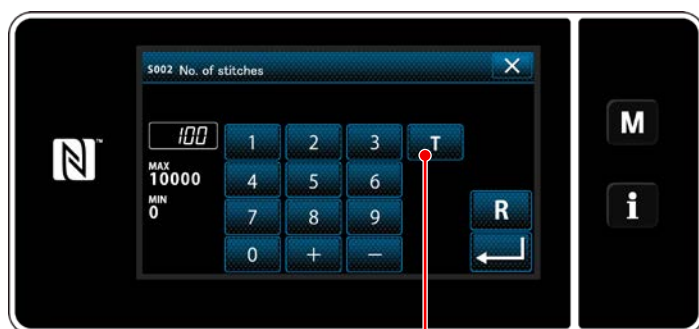 S002 No. of stitches
100
1 2 3 T
MAX
10000
4 5 6
MIN
0
7 8 9 R
0 + −
M
i
N™